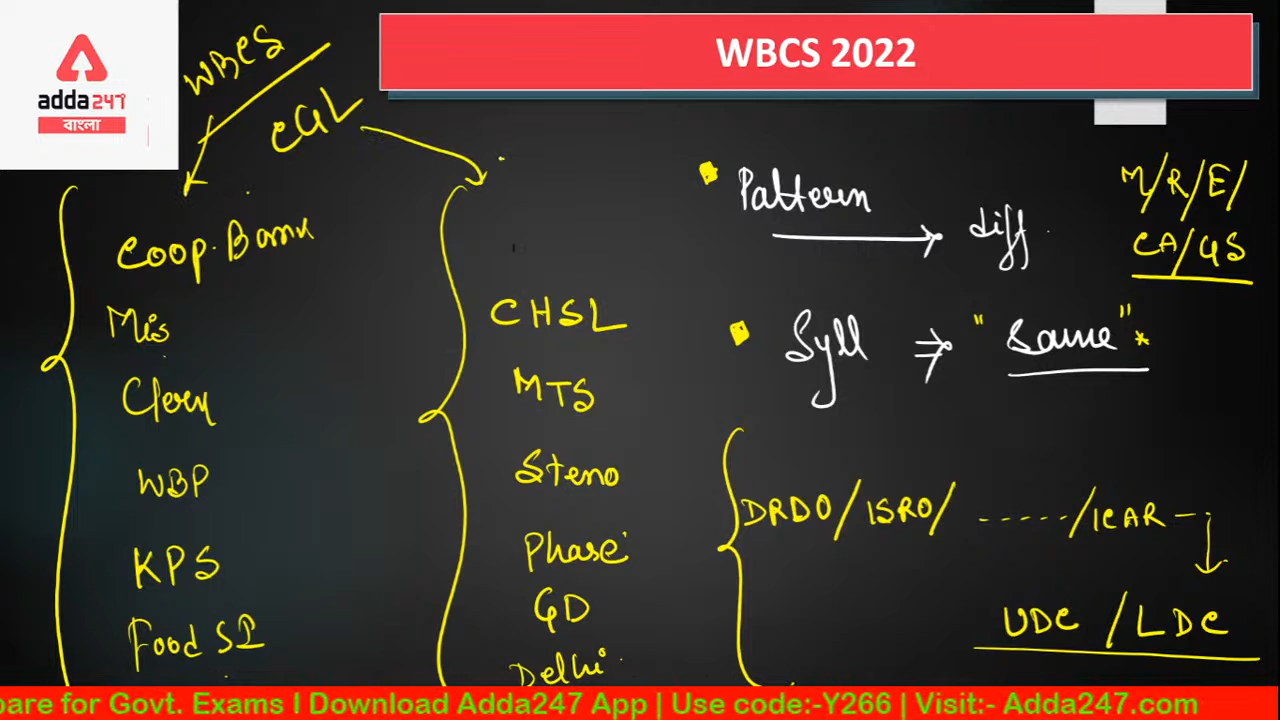 WBCS 2022
adda247
বাংলা
WBCS
CGL
Coop. Bank
Mis
Clerk
WBP
KPS
Food SI
CHSL
MTS
Steno
Phase
GD
Delhi
Pattern → diff
M/R/E/
CA/GS
Syll ⇒ "Same" *
DRDO/ISRO/ ...... /ICAR
UDC / LDC
pare for Govt. Exams I Download Adda247 App | Use code:-Y266 | Visit:- Adda247.com